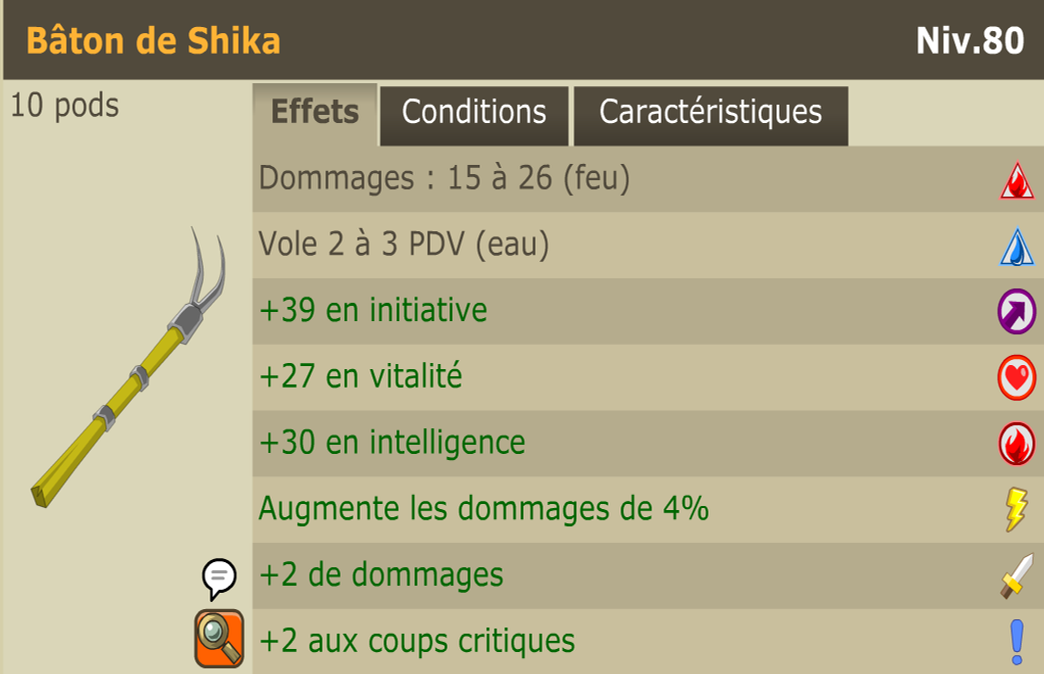 Bâton de Shika
Niv.80
10 pods
Effets
Conditions
Caractéristiques
Dommages : 15 à 26 (feu)
Vole 2 à 3 PDV (eau)
+39 en initiative
+27 en vitalité
+30 en intelligence
Augmente les dommages de 4%
+2 de dommages
+2 aux coups critiques